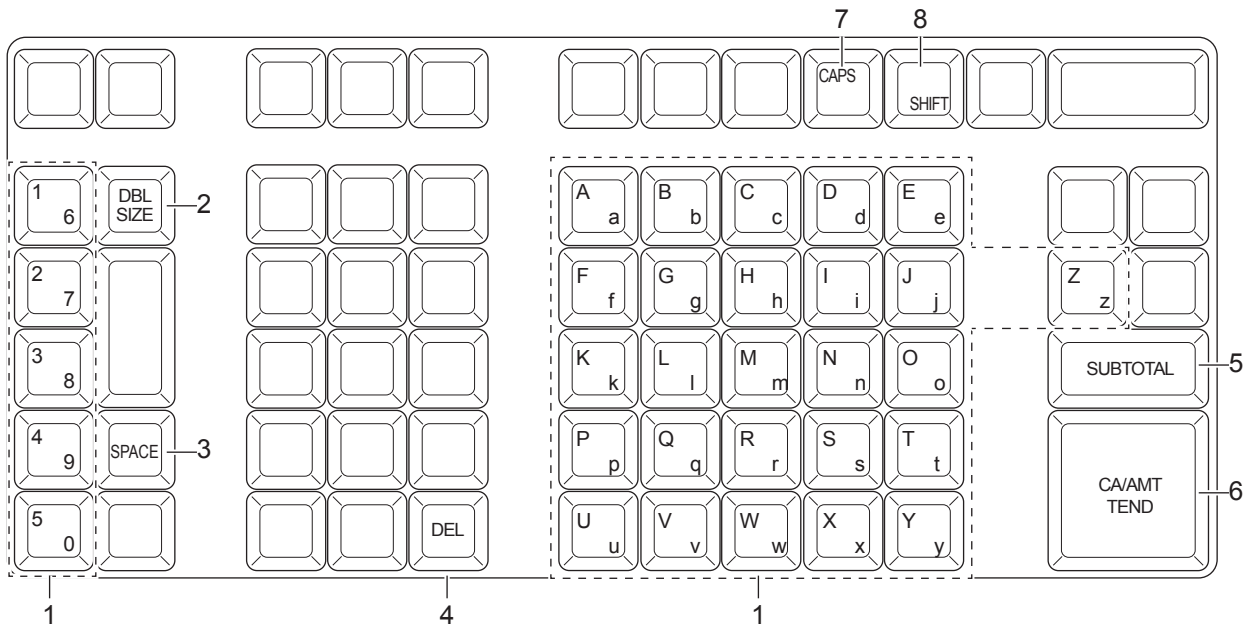 7 8
CAPS
SHIFT
1 6
DBL
SIZE
2
A a B b C c D d E e
2 7
F f G g H h I i J j
Z z
3 8
K k L l M m N n O o
SUBTOTAL
5
4 9
SPACE
3
P p Q q R r S s T t
CA/AMT
TEND
6
5 0
DEL
U u V v W w X x Y y
1 4 1